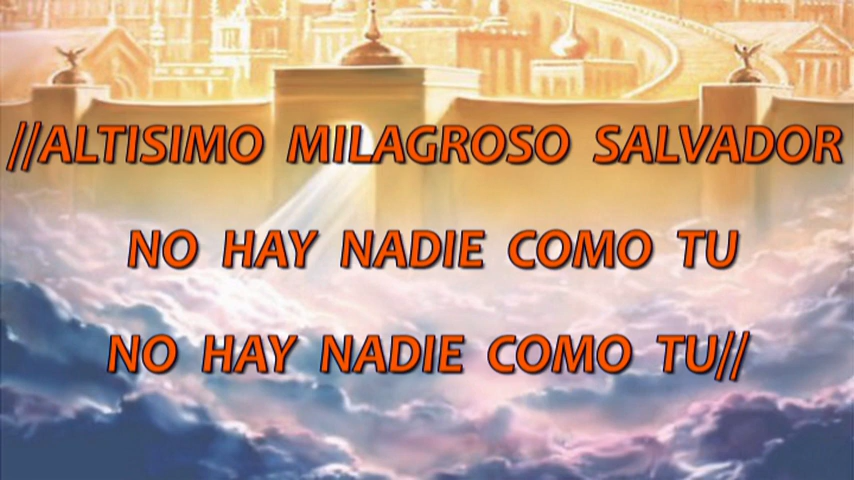 //ALTISIMO MILAGROSO SALVADOR
NO HAY NADIE COMO TU
NO HAY NADIE COMO TU//